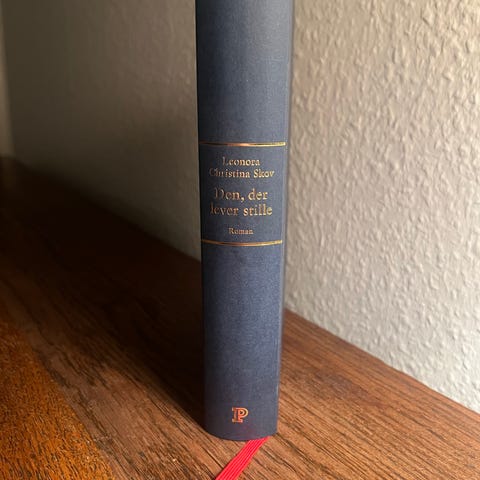 Leonora
Christina Skov
Den, der
lever stille
Roman
P